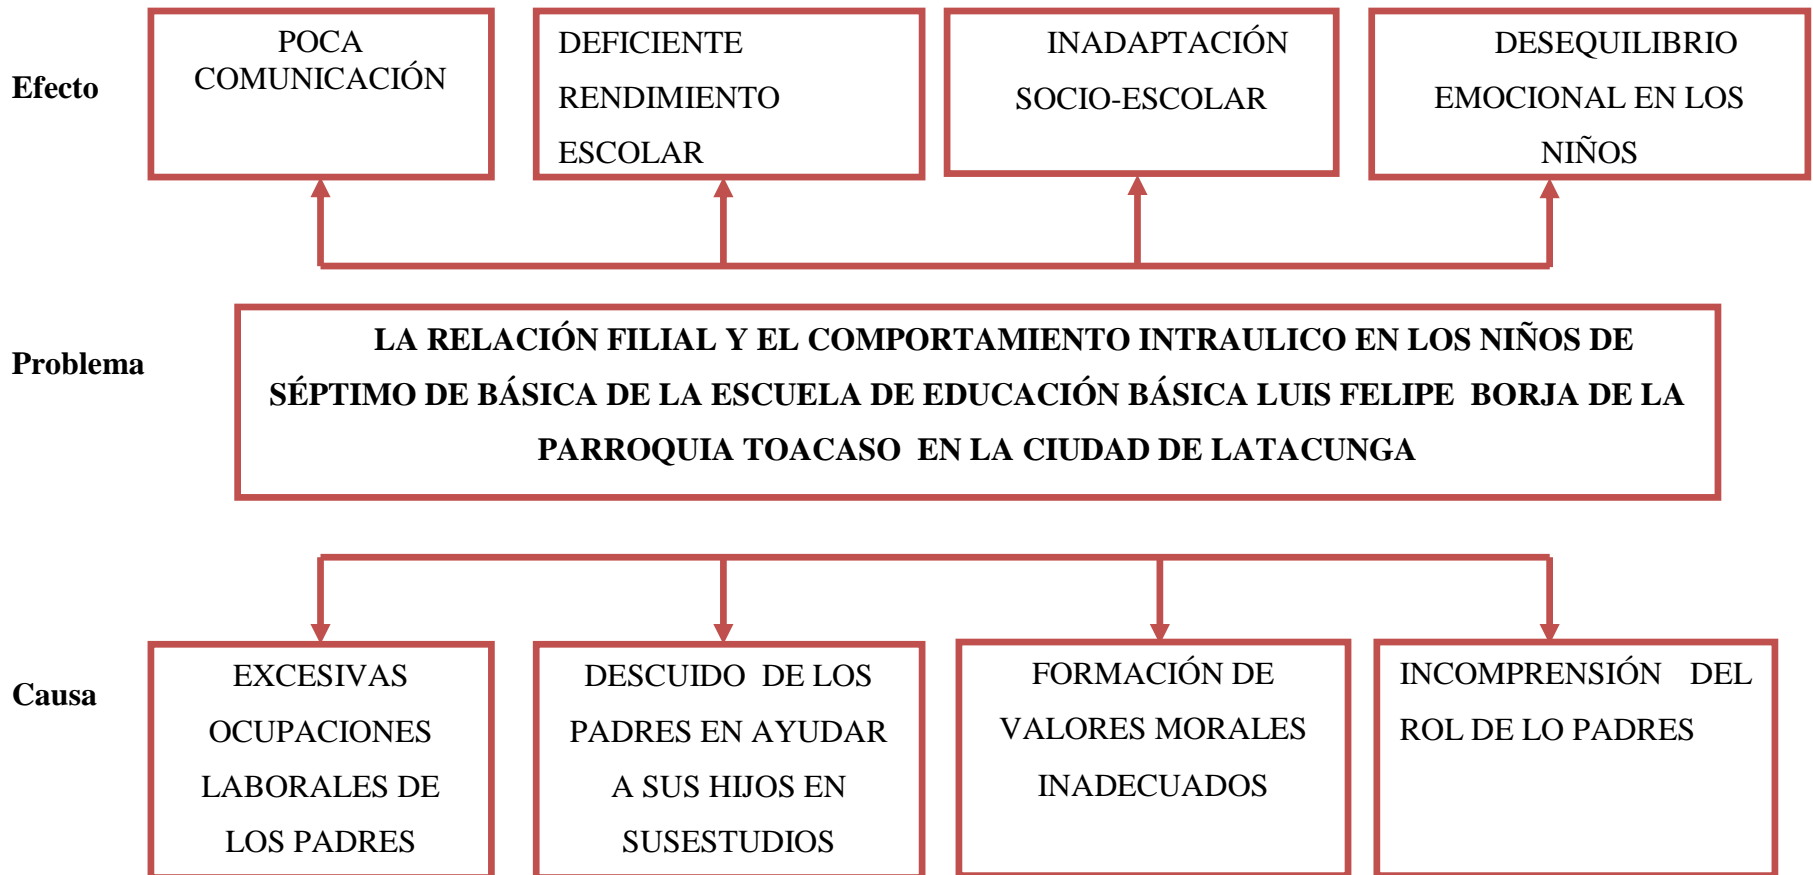 Efecto
POCA
COMUNICACIÓN
DEFICIENTE
RENDIMIENTO
ESCOLAR
INADAPTACIÓN
SOCIO-ESCOLAR
DESEQUILIBRIO
EMOCIONAL EN LOS
NIÑOS
Problema
LA RELACIÓN FILIAL Y EL COMPORTAMIENTO INTRAULICO EN LOS NIÑOS DE
SÉPTIMO DE BÁSICA DE LA ESCUELA DE EDUCACIÓN BÁSICA LUIS FELIPE BORJA DE LA
PARROQUIA TOACASO EN LA CIUDAD DE LATACUNGA
Causa
EXCESIVAS
OCUPACIONES
LABORALES DE
LOS PADRES
DESCUIDO DE LOS
PADRES EN AYUDAR
A SUS HIJOS EN
SUSESTUDIOS
FORMACIÓN DE
VALORES MORALES
INADECUADOS
INCOMPRENSIÓN DEL
ROL DE LO PADRES